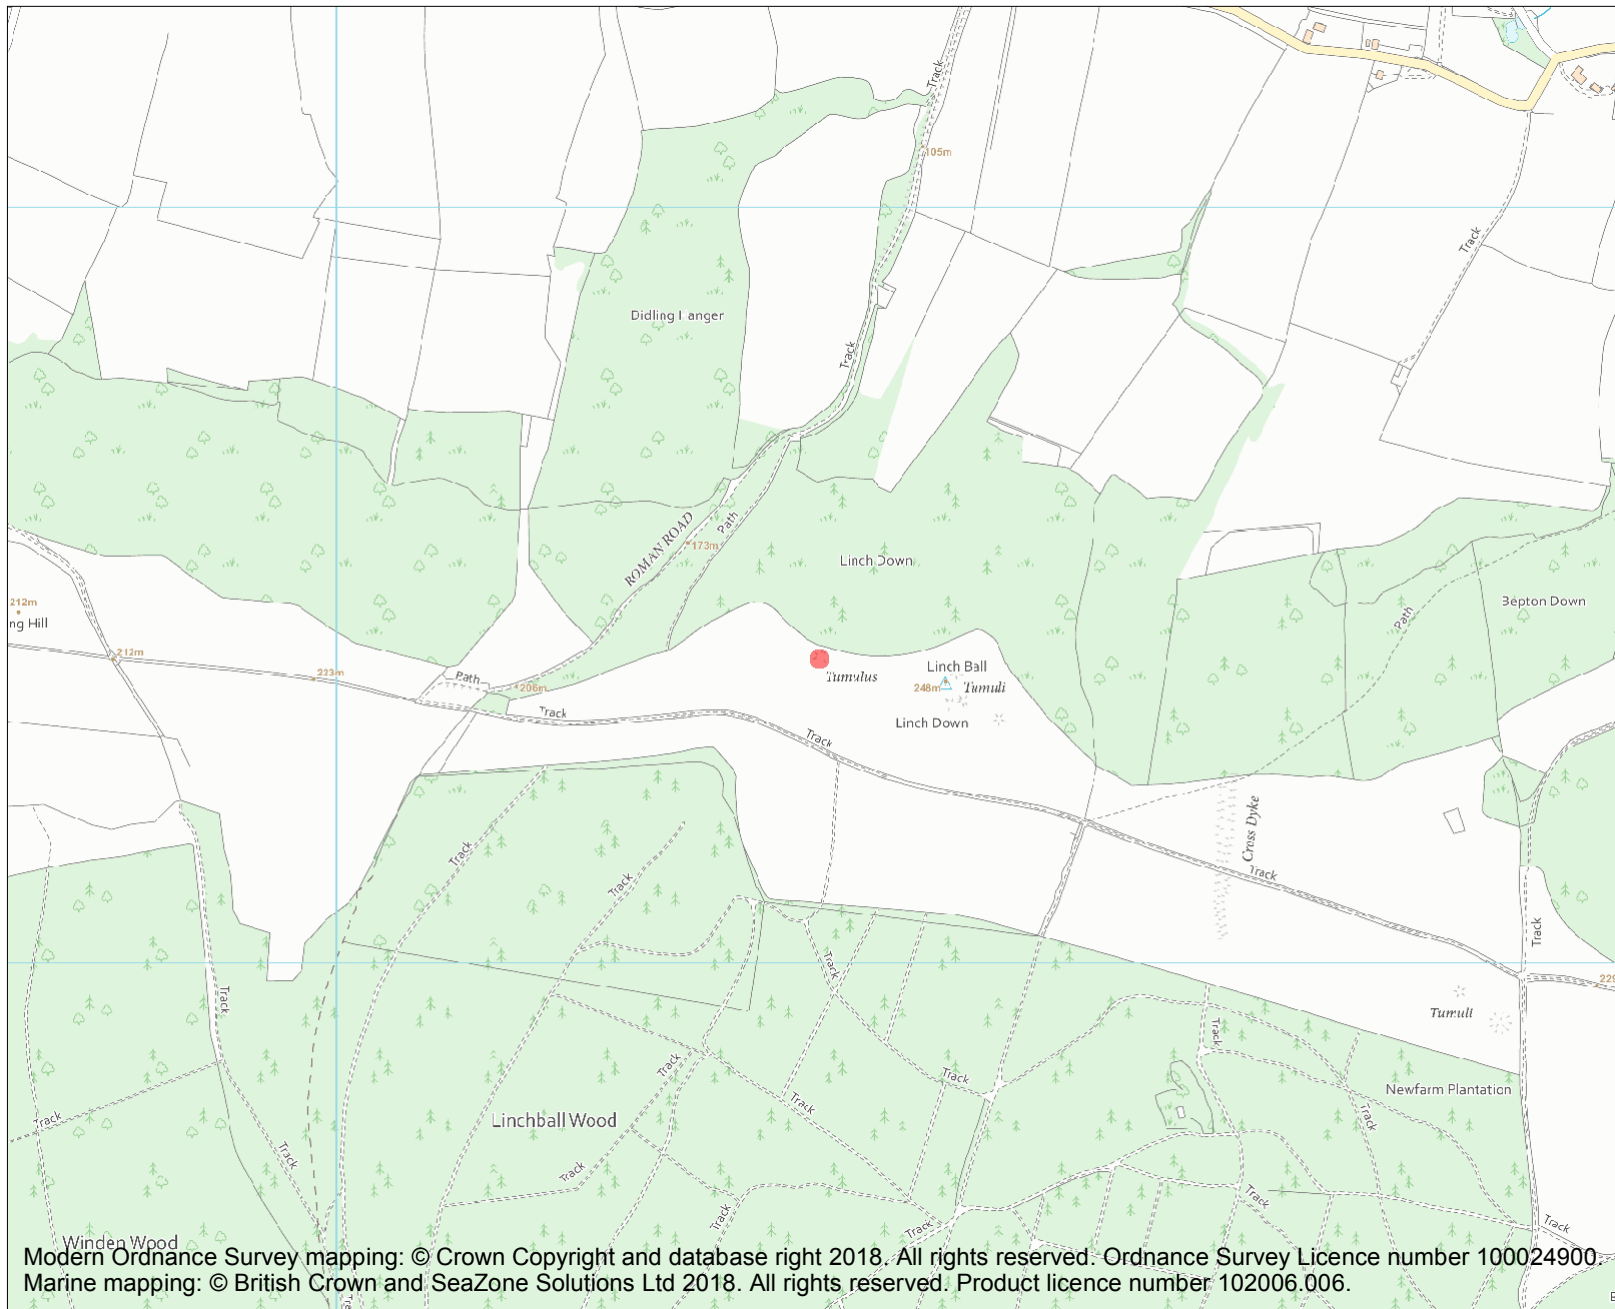 Track
105m
Track
Didling Hanger
Track
ROMAN ROAD
Path
173m
Linch Down
212m
ng Hill
Bepton Down
Path
212m
223m
Path
206m
Linch Ball
Tumulus
248m
Tumuli
Track
Linch Down
Track
Cross Dyke
Track
Track
Track
Track
Track
Track
229
Tumuli
Track
Track
Track
Newfarm Plantation
Track
Track
Track
Linchball Wood
Track
Track
Track
Track
Track
Track
Winden Wood
Modern Ordnance Survey mapping: © Crown Copyright and database right 2018. All rights reserved. Ordnance Survey Licence number 100024900.
Marine mapping: © British Crown and SeaZone Solutions Ltd 2018. All rights reserved. Product licence number 102006.006.